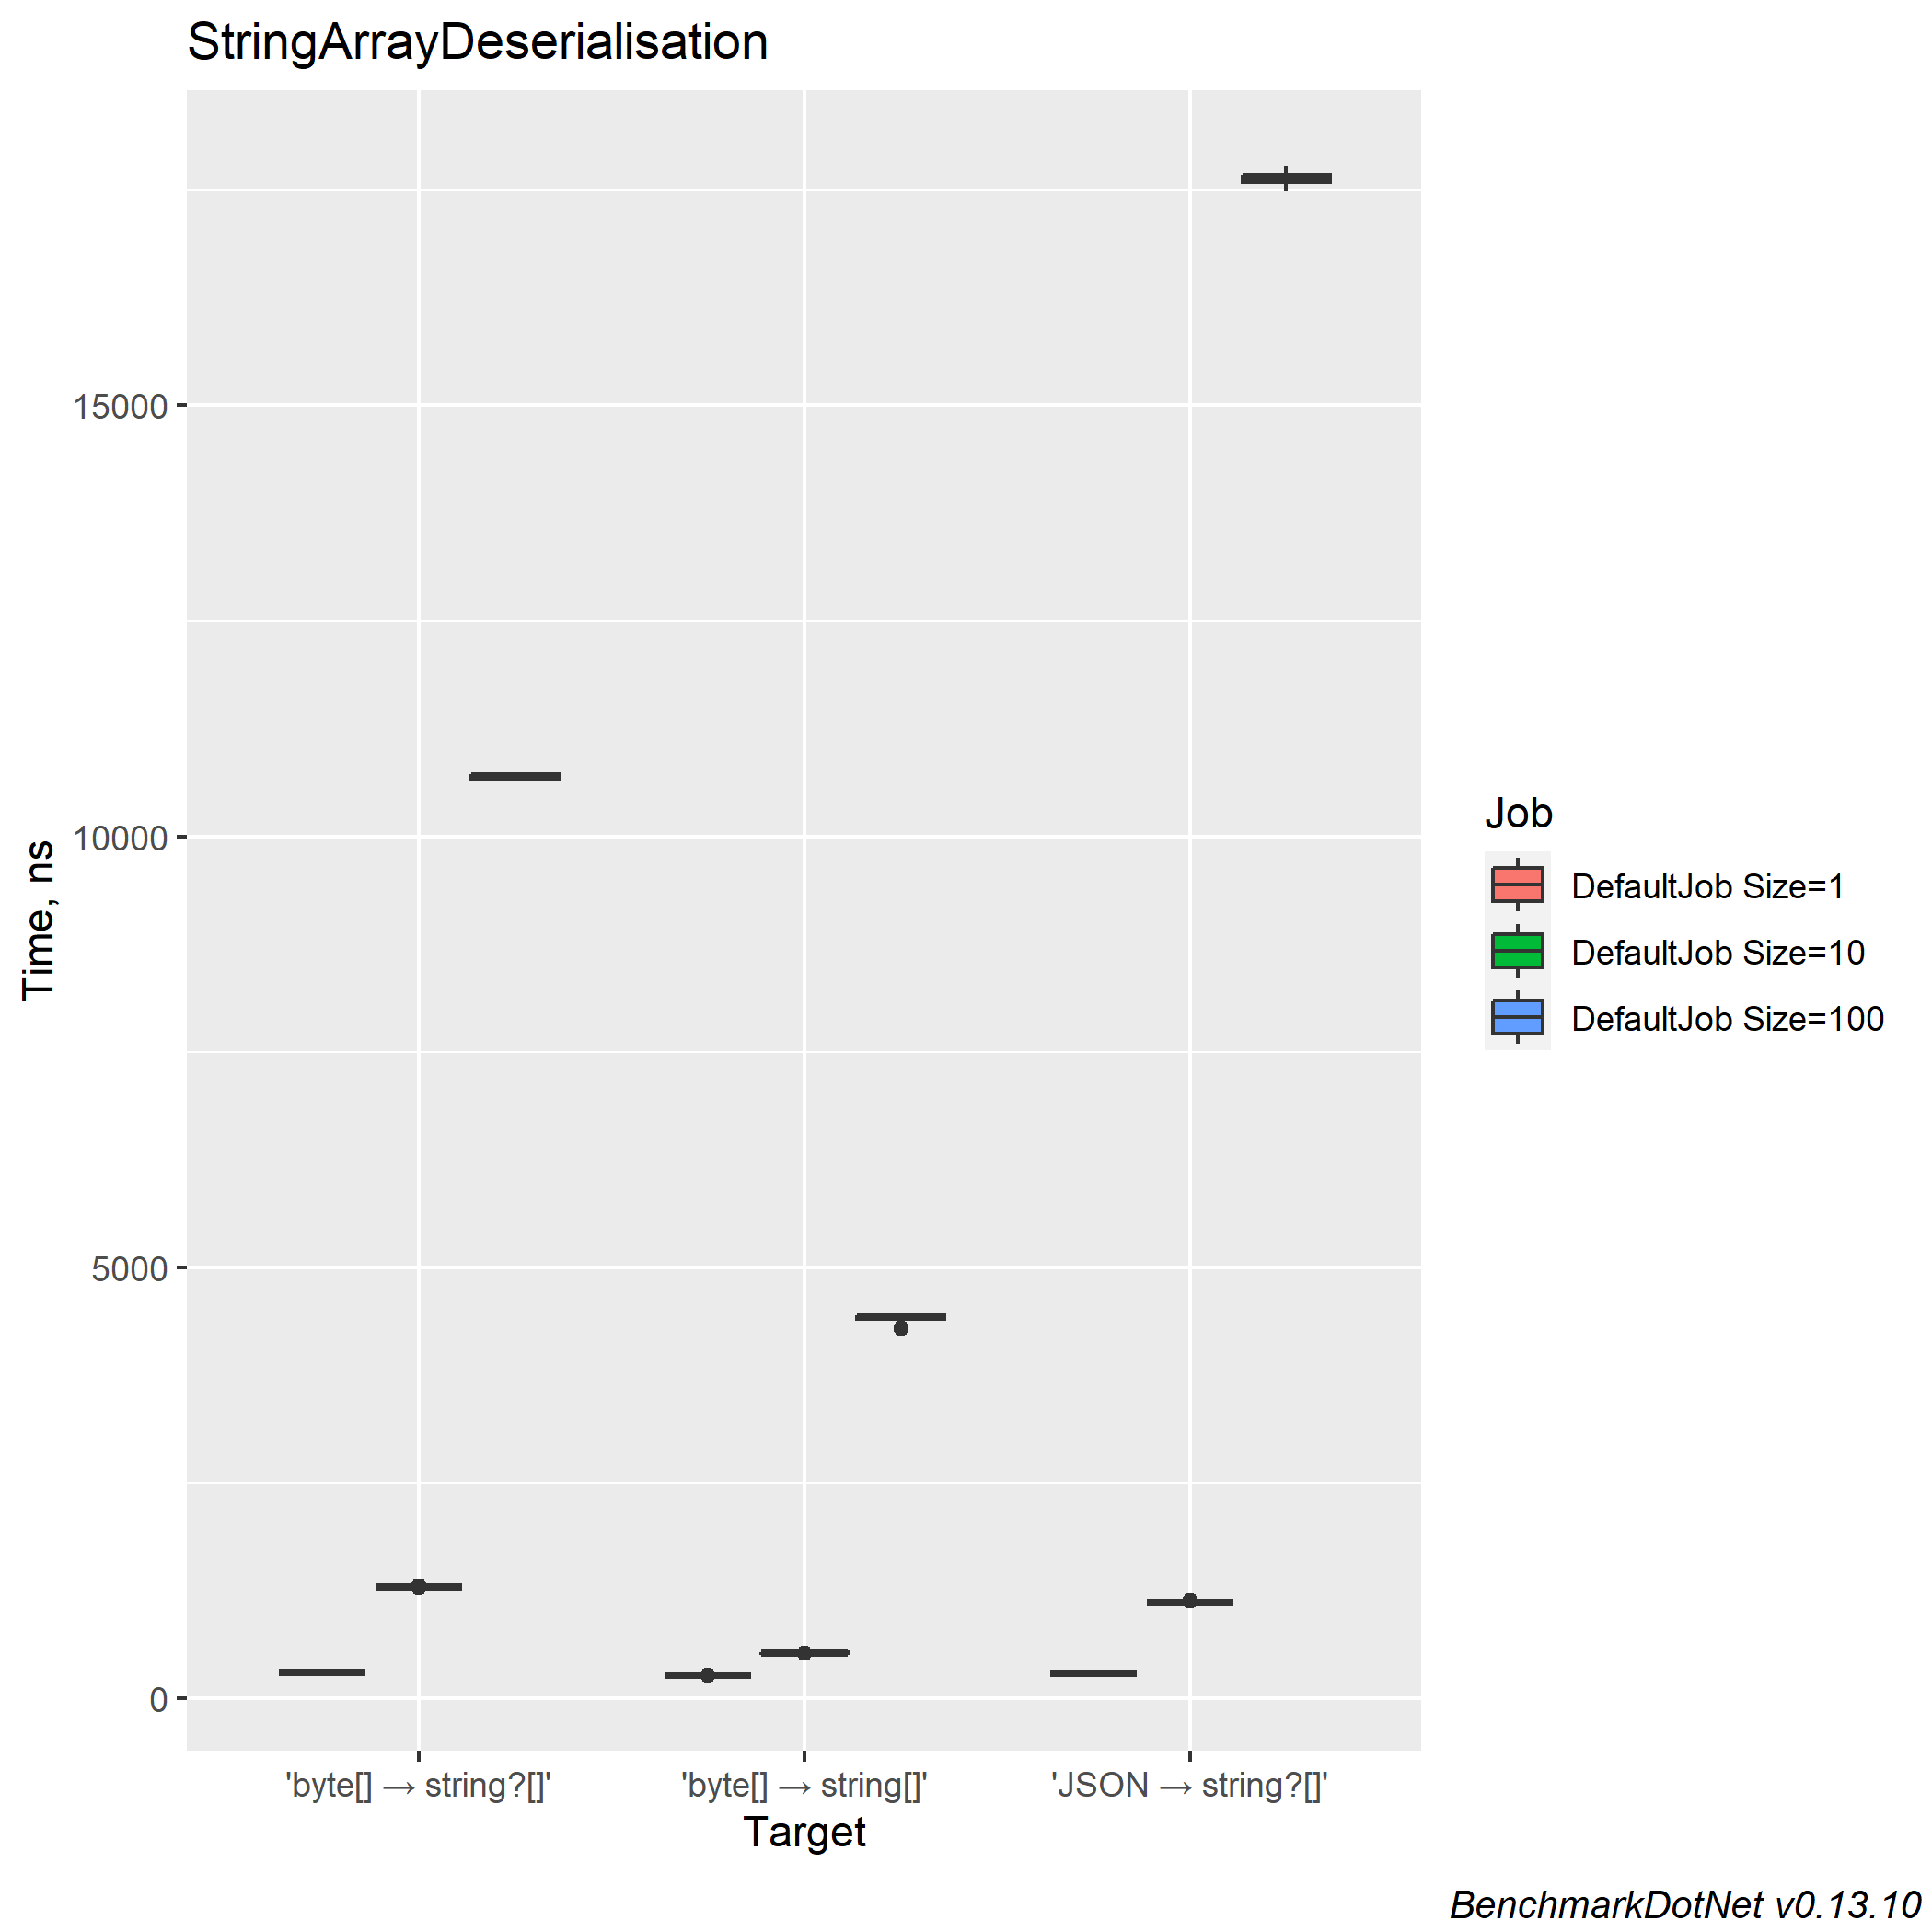 StringArrayDeserialisation
Time, ns
15000
10000
5000
0
'byte[] → string?[]'
'byte[] → string[]'
'JSON → string?[]'
Target
Job
DefaultJob Size=1
DefaultJob Size=10
DefaultJob Size=100
BenchmarkDotNet v0.13.10